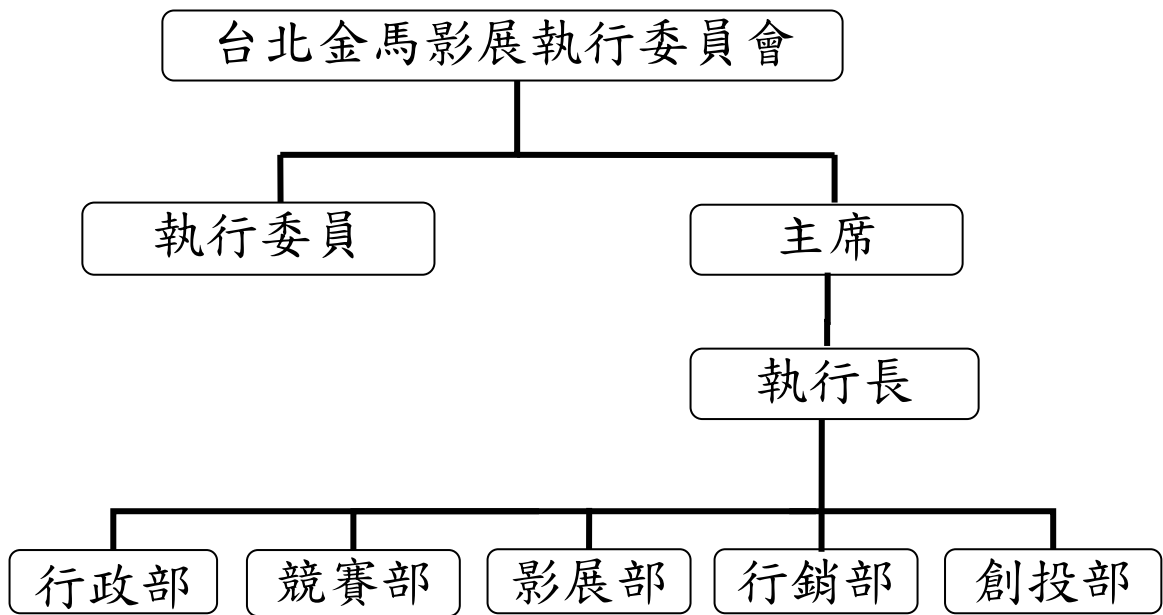 台北金馬影展執行委員會
執行委員
主席
執行長
行政部
競賽部
影展部
行銷部
創投部